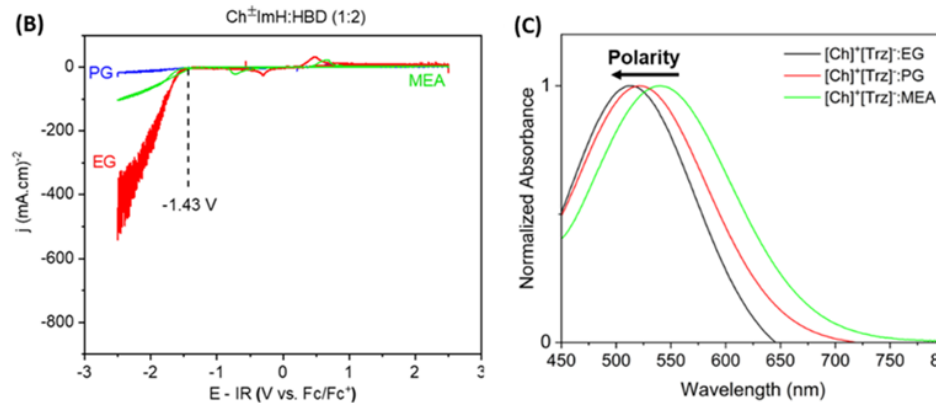 (B)
Ch±ImH:HBD (1:2)
0
-200
-400
-600
-800
j (mA.cm)⁻²
PG
MEA
EG
-1.43 V
-3
-2
-1
0
1
2
3
E - IR (V vs. Fc/Fc⁺)
(C)
Polarity
[Ch]⁺[Trz]⁻:EG
[Ch]⁺[Trz]⁻:PG
[Ch]⁺[Trz]⁻:MEA
1
0
Normalized Absorbance
450
500
550
600
650
700
750
800
Wavelength (nm)